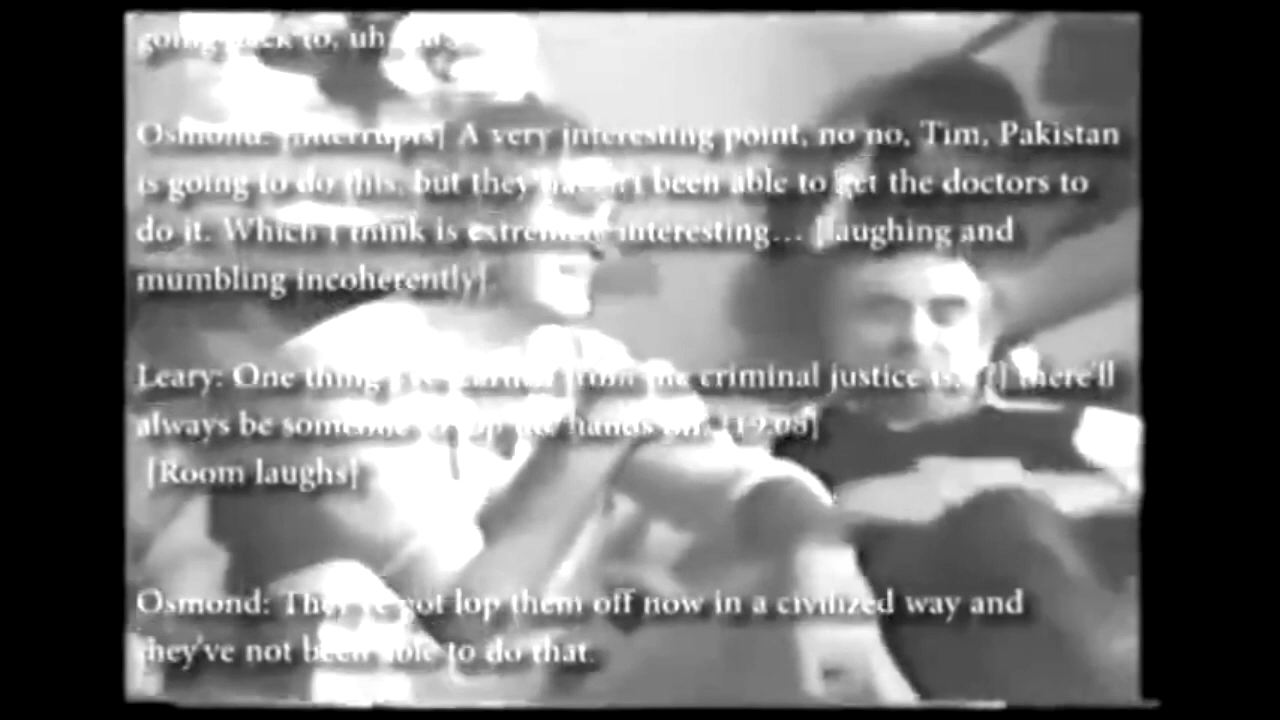 going back to, uh
Osmond: [interrupts] A very interesting point, no no, Tim, Pakistan
is going to do this, but they haven't been able to get the doctors to
do it. Which I think is extremely interesting... [laughing and
mumbling incoherently].
Leary: One thing I've learned from the criminal justice is, [?] there'll
always be someone to hands off. [19.08]
[Room laughs]
Osmond: They've got lop them off now in a civilized way and
they've not been able to do that.